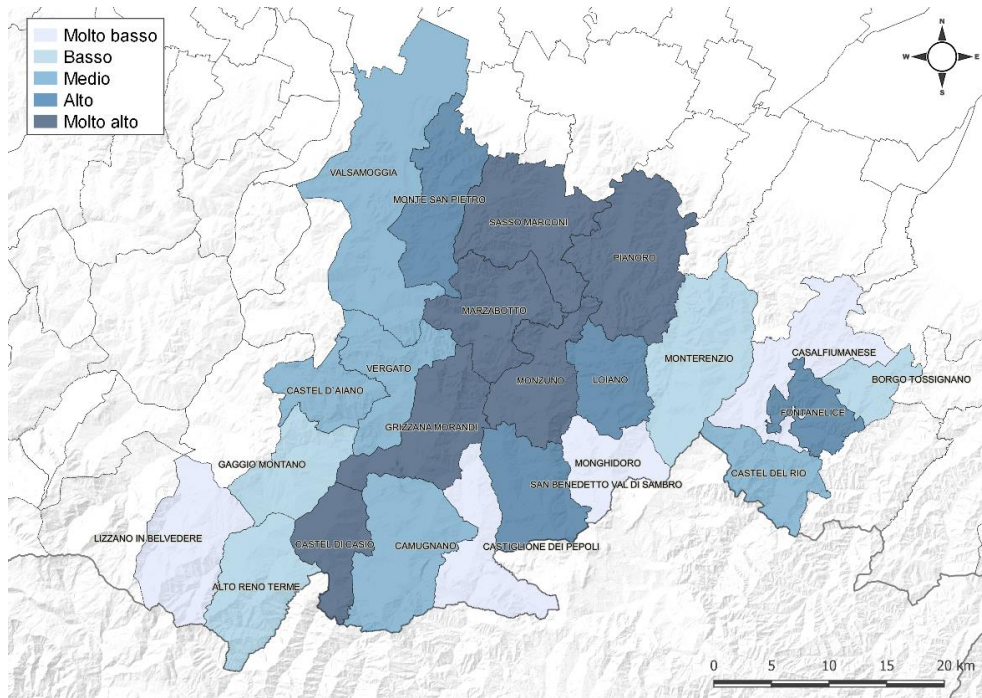 Molto basso
Basso
Medio
Alto
Molto alto
N
W
E
S
VALSAMOGGIA
MONTE SAN PIETRO
SASSO MARCONI
PIANORO
MARZABOTTO
CASALFIUMANESE
MONTERENZIO
VERGATO
CASTEL D'AIANO
MONZUNO
LOIANO
BORGO TOSSIGNANO
FONTANELICE
GRIZZANA MORANDI
GAGGIO MONTANO
MONGHIDORO
CASTEL DEL RIO
SAN BENEDETTO VAL DI SAMBRO
LIZZANO IN BELVEDERE
CASTEL DI CASIO
CAMUGNANO
CASTIGLIONE DEI PEPOLI
ALTO RENO TERME
0 5 10 15 20 km